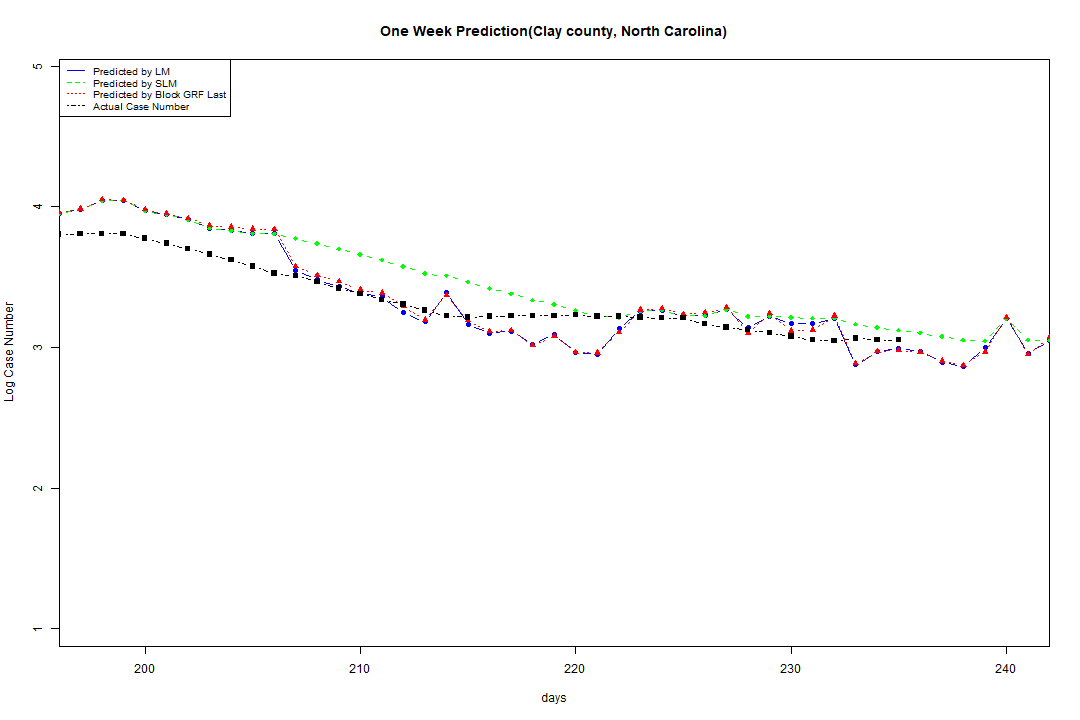 One Week Prediction(Clay county, North Carolina)
Predicted by LM
Predicted by SLM
Predicted by Block GRF Last
Actual Case Number
5
4
3
2
1
Log Case Number
200 210 220 230 240
days